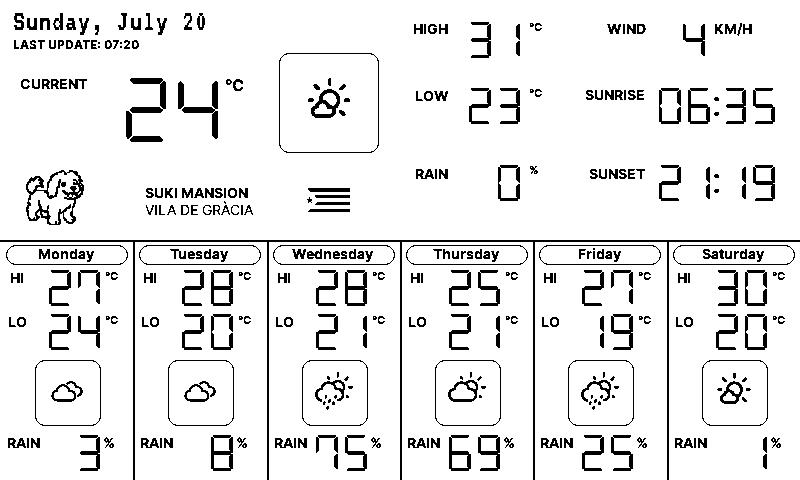 Sunday, July 20
LAST UPDATE: 07:20
CURRENT 24 °C
SUKI MANSION
VILA DE GRÀCIA
HIGH 31 °C
LOW 23 °C
RAIN 0 %
WIND 4 KM/H
SUNRISE 06:35
SUNSET 21:19
Monday
HI 27 °C
LO 24 °C
RAIN 3 %
Tuesday
HI 28 °C
LO 20 °C
RAIN 8 %
Wednesday
HI 28 °C
LO 21 °C
RAIN 75 %
Thursday
HI 25 °C
LO 21 °C
RAIN 69 %
Friday
HI 27 °C
LO 19 °C
RAIN 25 %
Saturday
HI 30 °C
LO 20 °C
RAIN 1 %